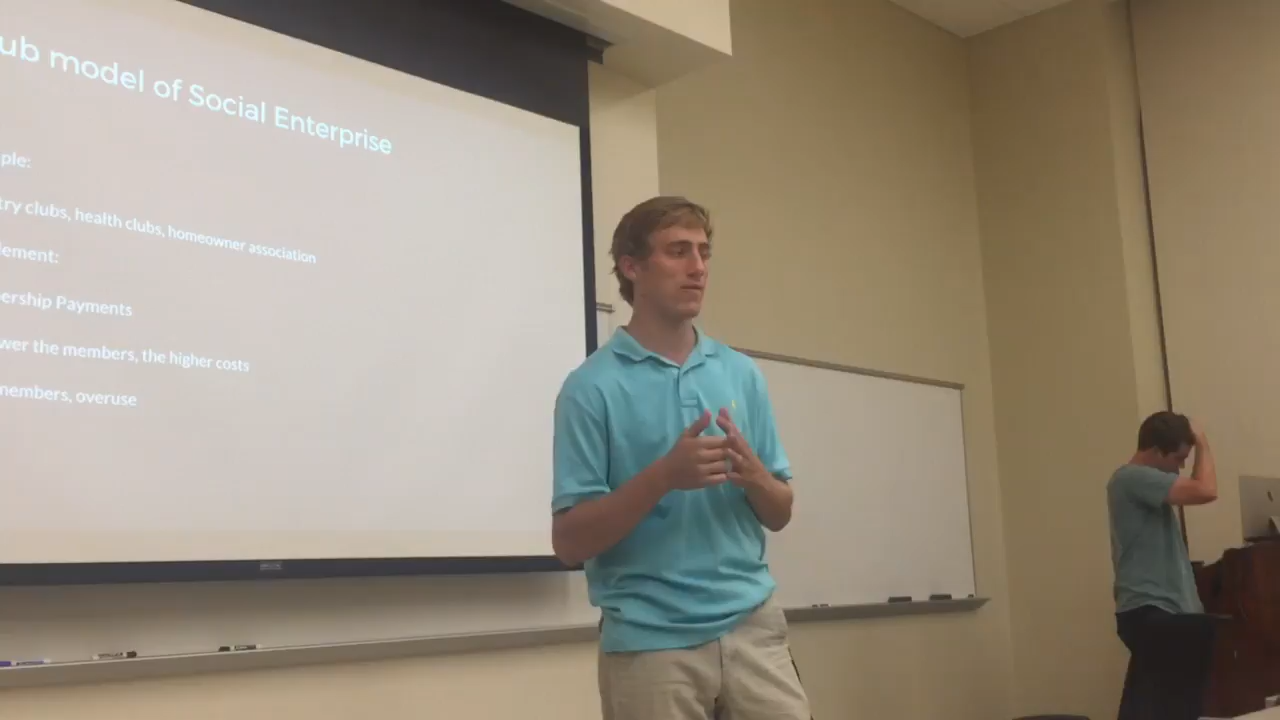 ub model of Social Enterprise
ple:
try clubs, health clubs, homeowner association
lement:
ership Payments
wer the members, the higher costs
members, overuse